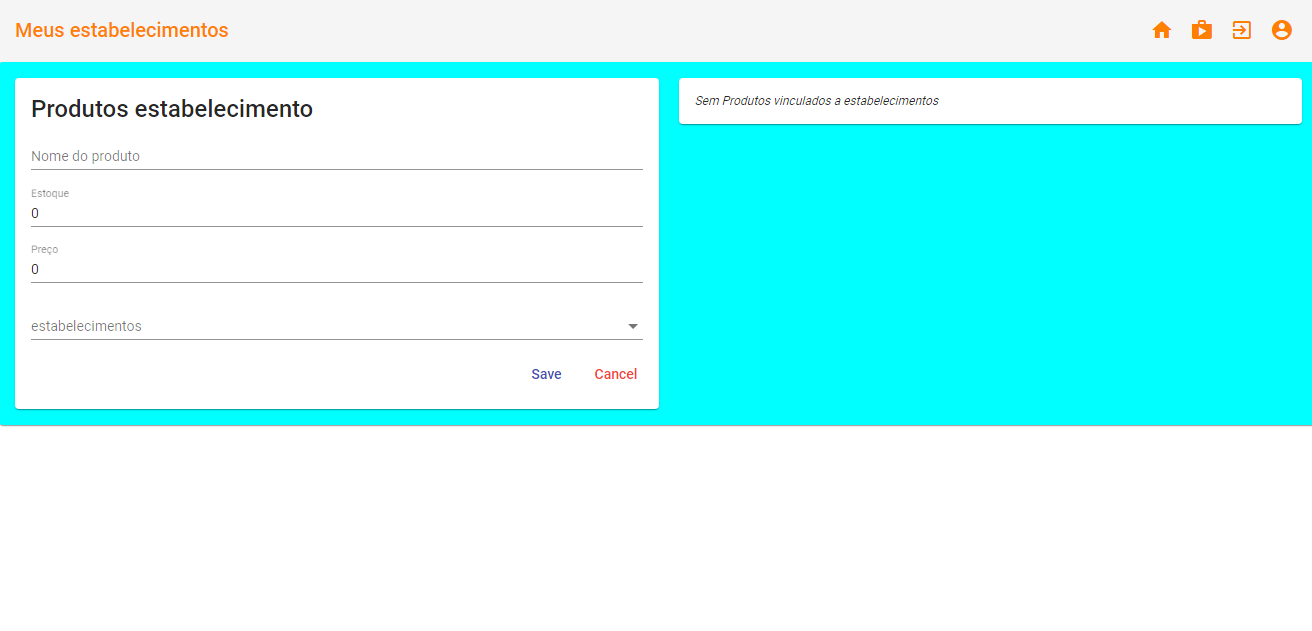 Meus estabelecimentos
Produtos estabelecimento
Nome do produto
Estoque
0
Preço
0
estabelecimentos
Save Cancel
Sem Produtos vinculados a estabelecimentos